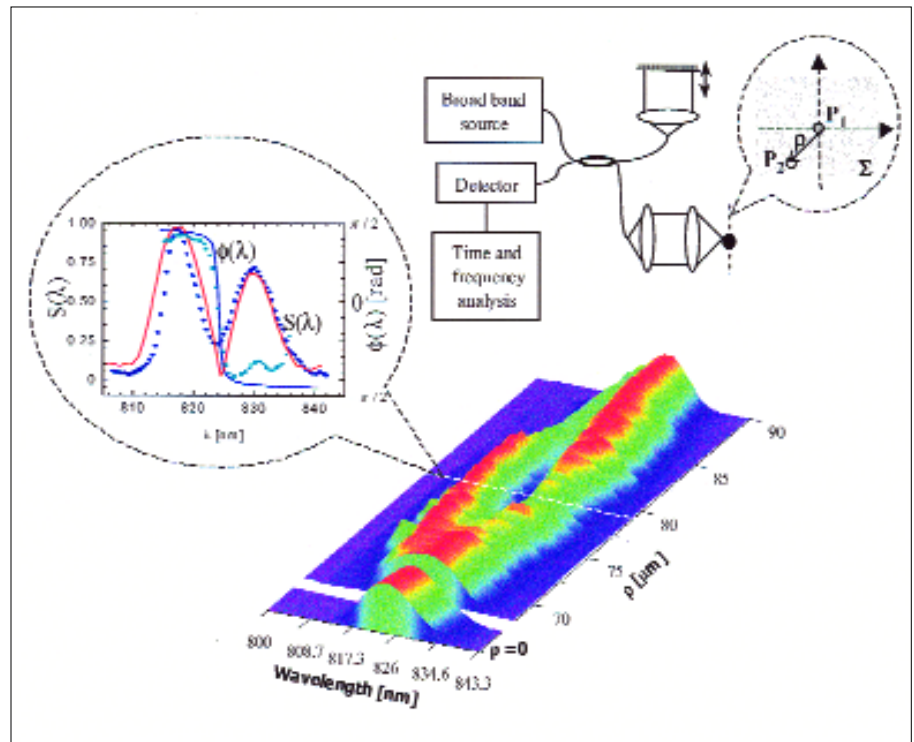 Broad band
source
Detector
Time and
frequency
analysis
P1
P2
ρ
Σ
S(λ)
1.00
0.75
0.50
0.25
0
810
820
830
840
λ [nm]
ϕ(λ)
S(λ)
π / 2
0
π / 2
ϕ(λ) [rad]
90
85
80
75
70
ρ [μm]
ρ = 0
800
808.7
817.3
826
834.6
843.3
Wavolength [nm]